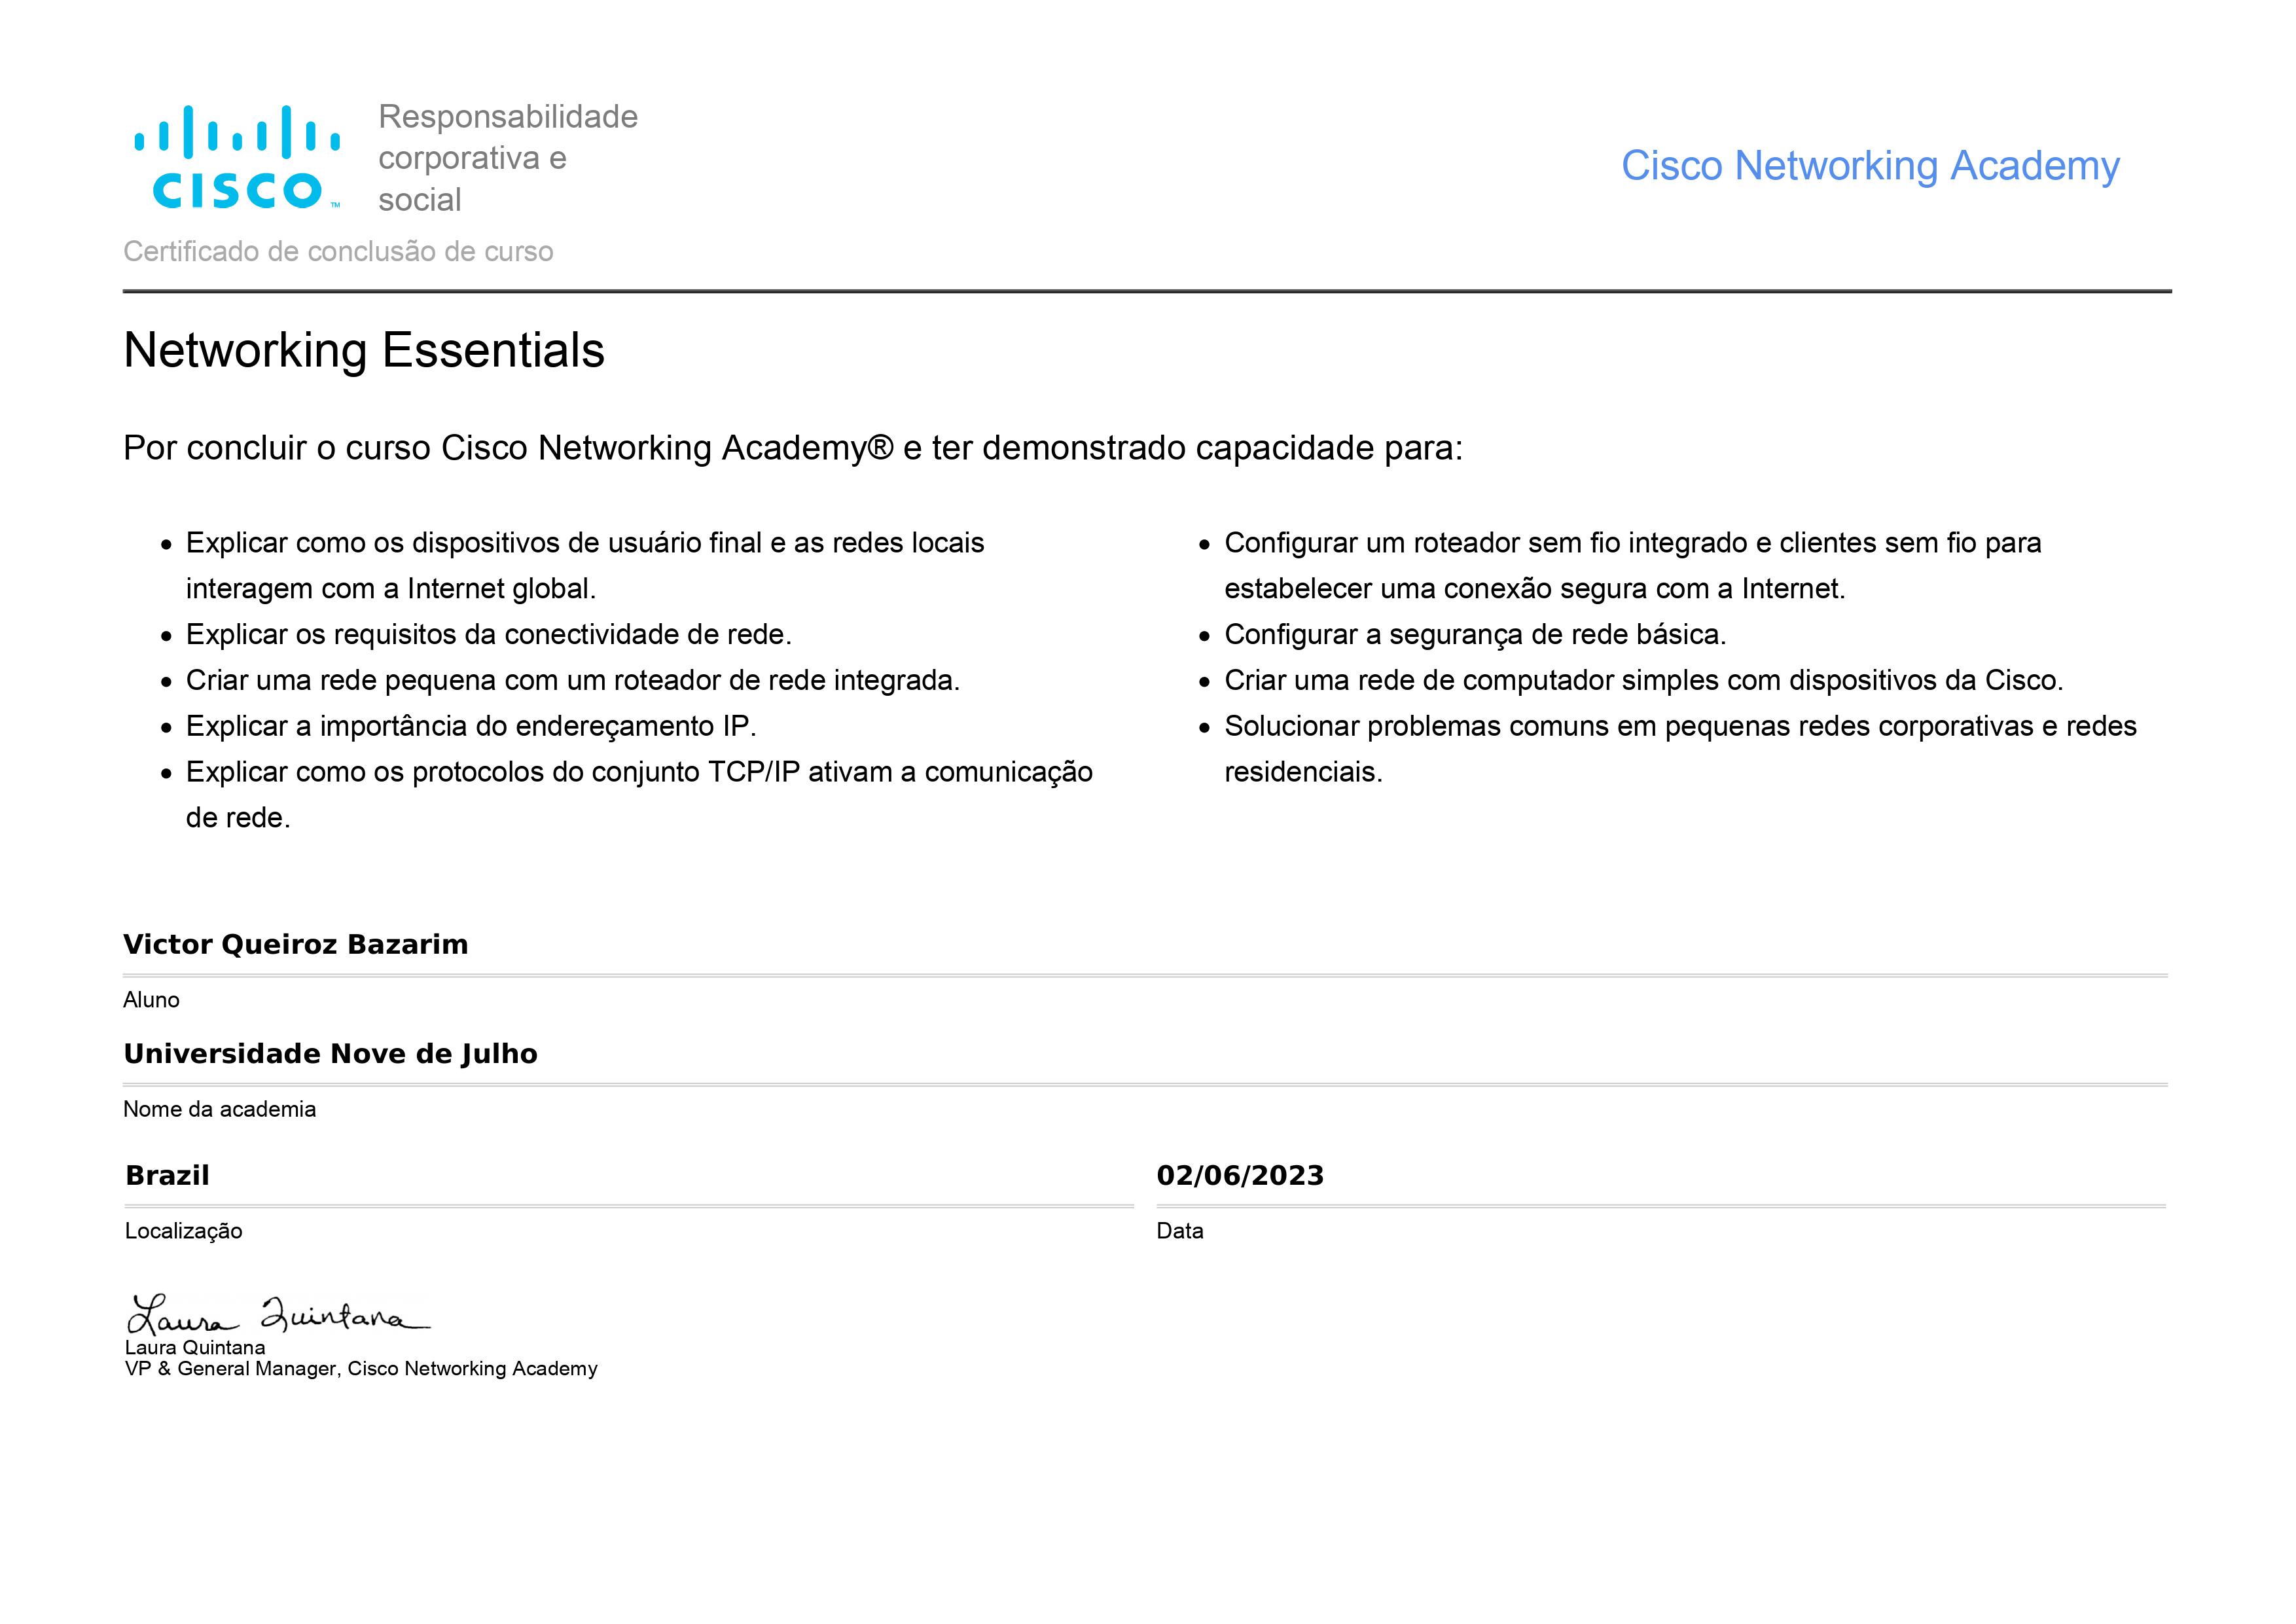 Responsabilidade
corporativa e
social
CISCO™
Cisco Networking Academy
Certificado de conclusão de curso
Networking Essentials
Por concluir o curso Cisco Networking Academy® e ter demonstrado capacidade para:
• Explicar como os dispositivos de usuário final e as redes locais
interagem com a Internet global.
• Explicar os requisitos da conectividade de rede.
• Criar uma rede pequena com um roteador de rede integrada.
• Explicar a importância do endereçamento IP.
• Explicar como os protocolos do conjunto TCP/IP ativam a comunicação
de rede.
• Configurar um roteador sem fio integrado e clientes sem fio para
estabelecer uma conexão segura com a Internet.
• Configurar a segurança de rede básica.
• Criar uma rede de computador simples com dispositivos da Cisco.
• Solucionar problemas comuns em pequenas redes corporativas e redes
residenciais.
Victor Queiroz Bazarim
Aluno
Universidade Nove de Julho
Nome da academia
Brazil
Localização
02/06/2023
Data
Laura Quintana
Laura Quintana
VP & General Manager, Cisco Networking Academy